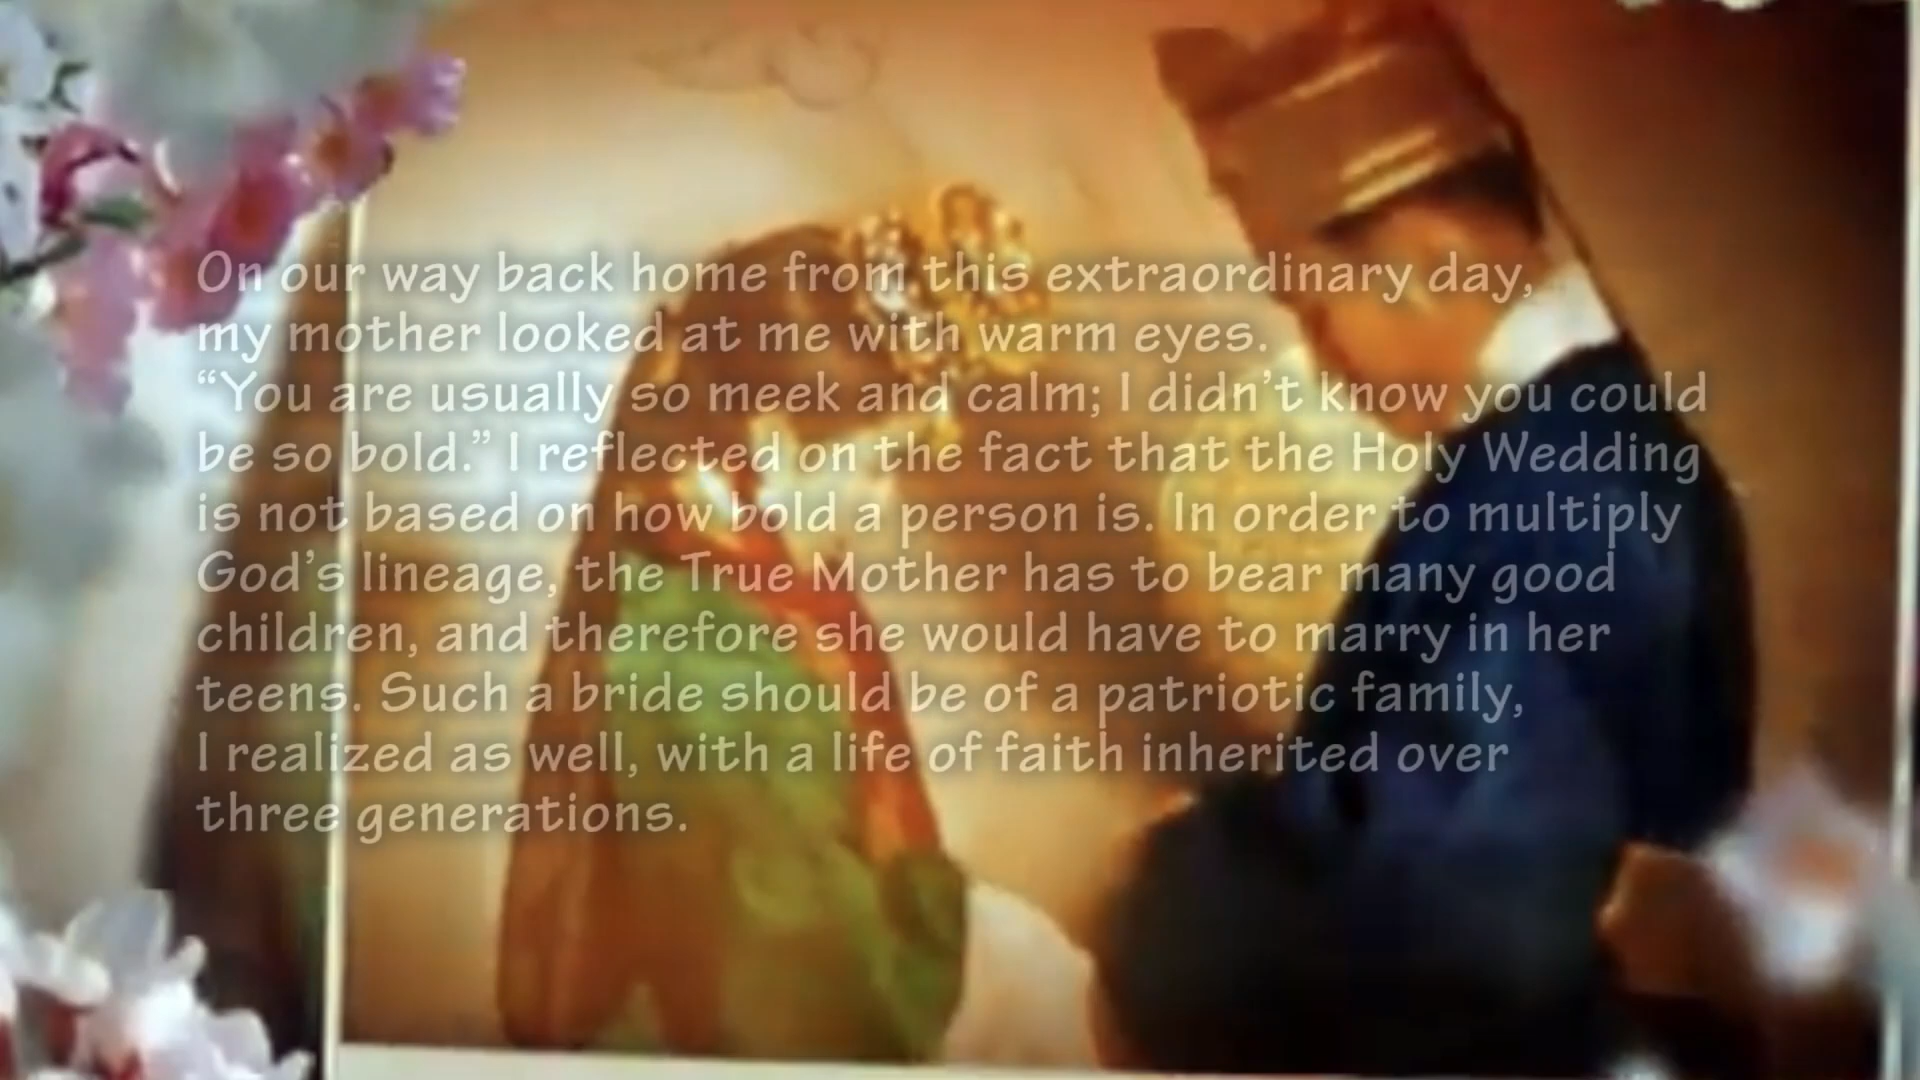 On our way back home from this extraordinary day,
my mother looked at me with warm eyes.
“You are usually so meek and calm; I didn’t know you could
be so bold.” I reflected on the fact that the Holy Wedding
is not based on how bold a person is. In order to multiply
God’s lineage, the True Mother has to bear many good
children, and therefore she would have to marry in her
teens. Such a bride should be of a patriotic family,
I realized as well, with a life of faith inherited over
three generations.